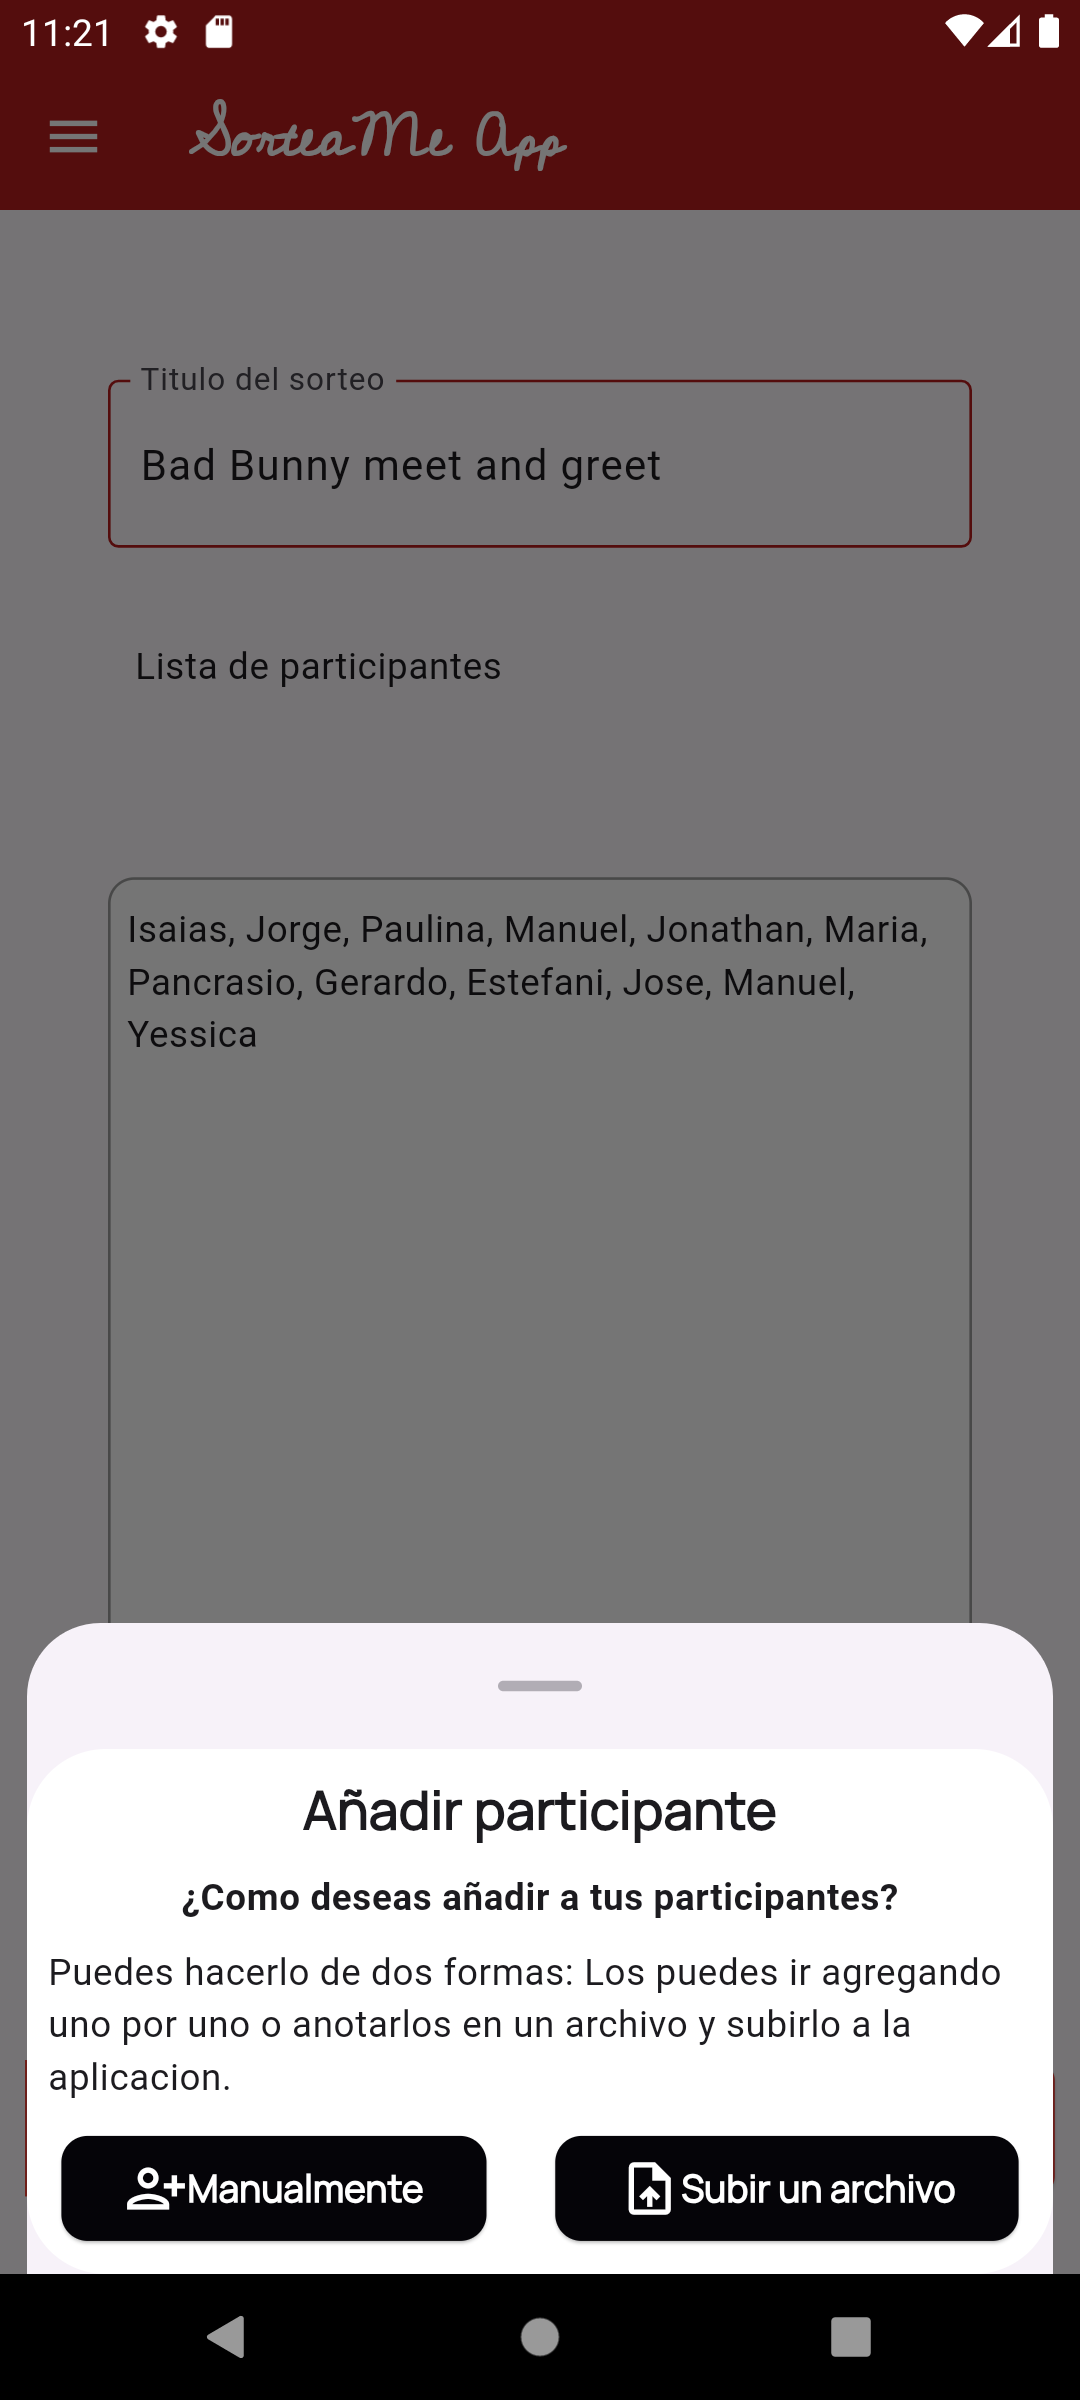 11:21
SorteaMe App
Titulo del sorteo
Bad Bunny meet and greet
Lista de participantes
Isaias, Jorge, Paulina, Manuel, Jonathan, Maria,
Pancrasio, Gerardo, Estefani, Jose, Manuel,
Yessica
Añadir participante
¿Como deseas añadir a tus participantes?
Puedes hacerlo de dos formas: Los puedes ir agregando
uno por uno o anotarlos en un archivo y subirlo a la
aplicacion.
Manualmente
Subir un archivo